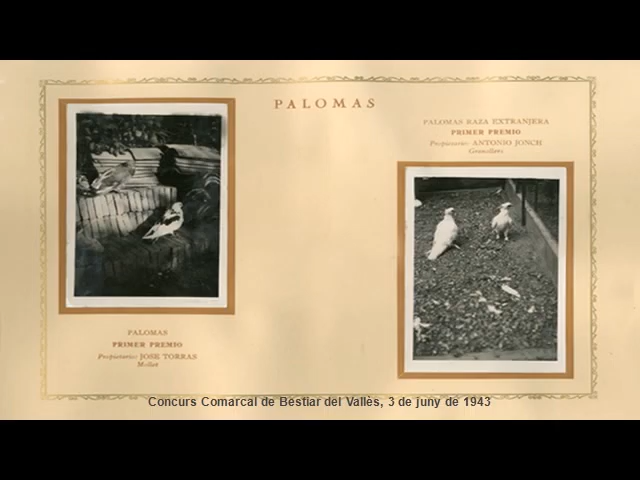 PALOMAS
PALOMAS RAZA EXTRANJERA
PRIMER PREMIO
Propietario: ANTONIO JONCH
Granollers
PALOMAS
PRIMER PREMIO
Propietario: JOSE TORRAS
Mollet
Concurs Comarcal de Bestiar del Vallès, 3 de juny de 1943